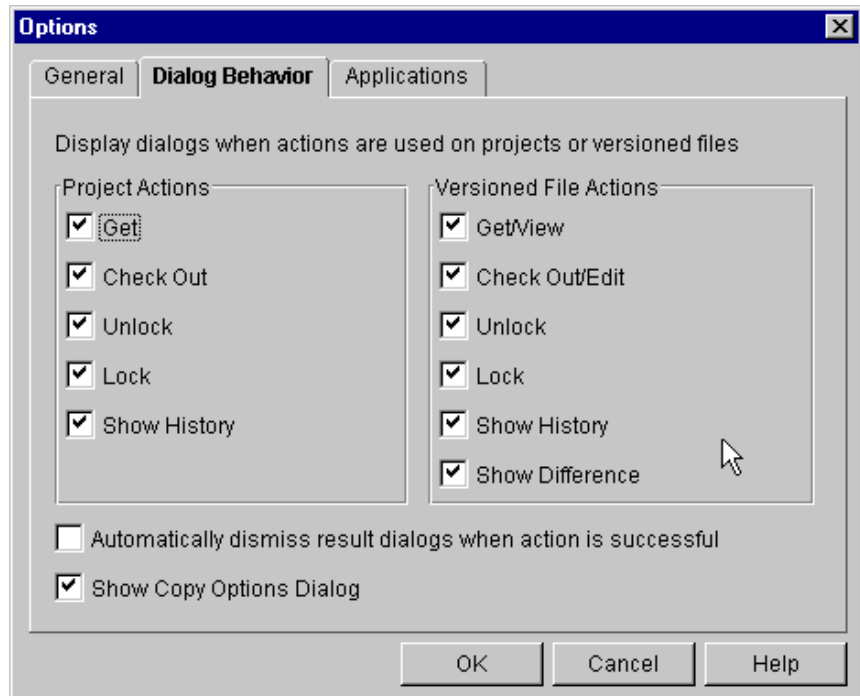 Options
General
Dialog Behavior
Applications
Display dialogs when actions are used on projects or versioned files
Project Actions
Get
Check Out
Unlock
Lock
Show History
Versioned File Actions
Get/View
Check Out/Edit
Unlock
Lock
Show History
Show Difference
Automatically dismiss result dialogs when action is successful
Show Copy Options Dialog
OK
Cancel
Help